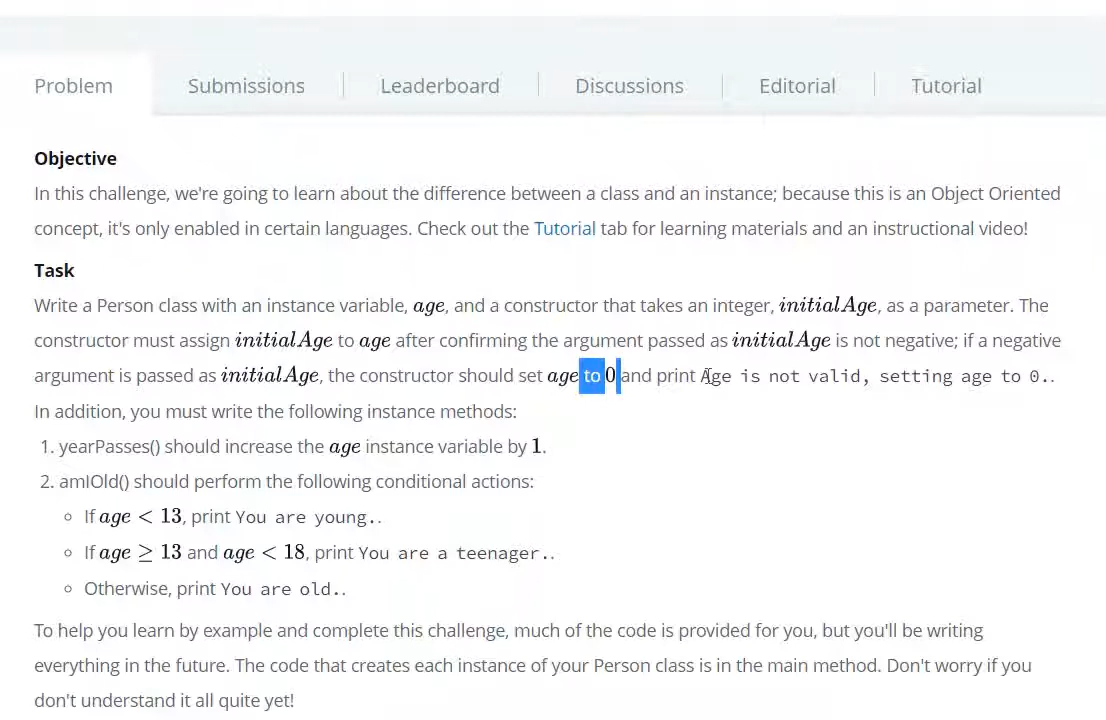 Problem
Submissions
Leaderboard
Discussions
Editorial
Tutorial
Objective
In this challenge, we're going to learn about the difference between a class and an instance; because this is an Object Oriented
concept, it's only enabled in certain languages. Check out the Tutorial tab for learning materials and an instructional video!
Task
Write a Person class with an instance variable, age, and a constructor that takes an integer, initialAge, as a parameter. The
constructor must assign initialAge to age after confirming the argument passed as initialAge is not negative; if a negative
argument is passed as initialAge, the constructor should set age to 0 and print Age is not valid, setting age to 0..
In addition, you must write the following instance methods:
1. yearPasses() should increase the age instance variable by 1.
2. amIOld() should perform the following conditional actions:
If age < 13, print You are young..
If age ≥ 13 and age < 18, print You are a teenager..
Otherwise, print You are old..
To help you learn by example and complete this challenge, much of the code is provided for you, but you'll be writing
everything in the future. The code that creates each instance of your Person class is in the main method. Don't worry if you
don't understand it all quite yet!